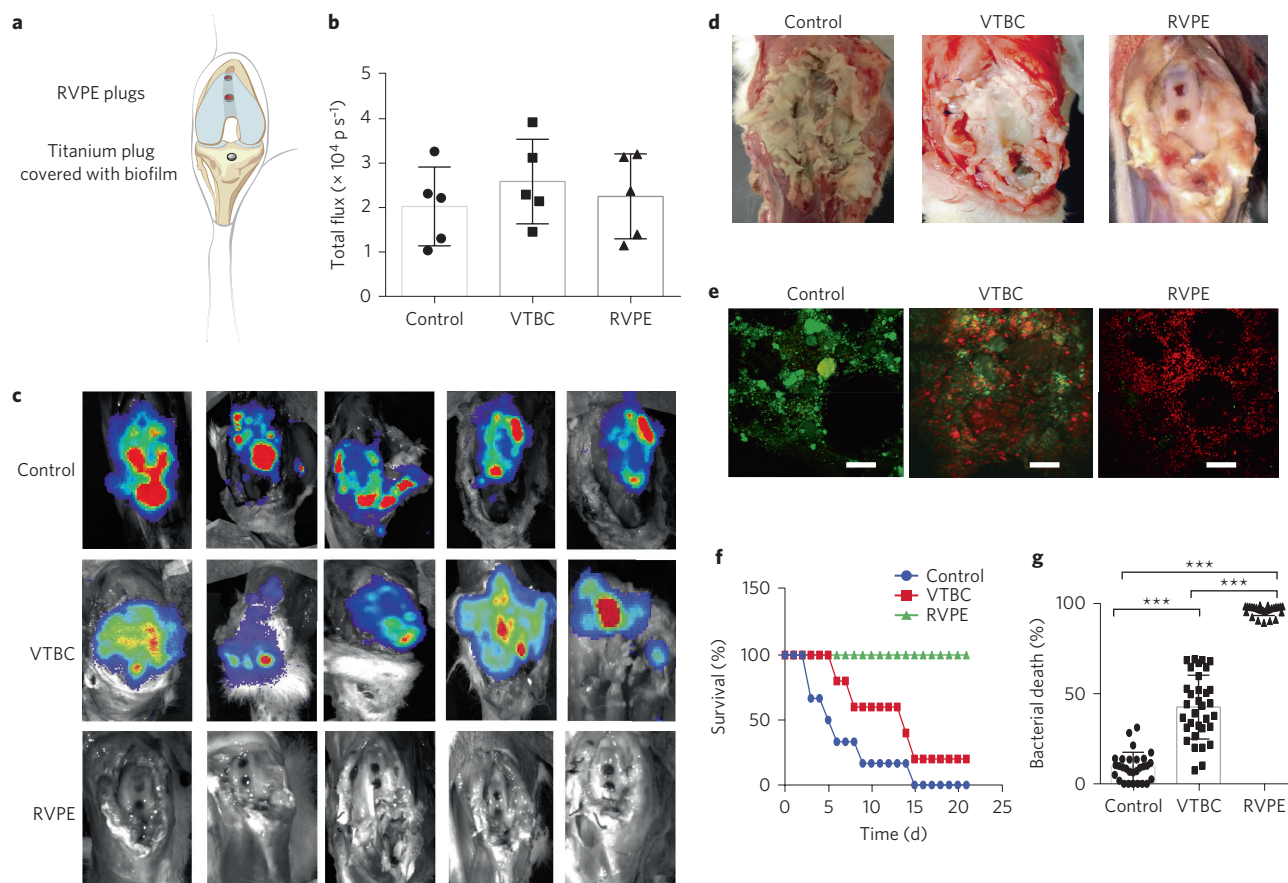 a
RVPE plugs
Titanium plug
covered with biofilm
b
Total flux (× 10⁴ p s⁻¹)
5
4
3
2
1
0
Control
VTBC
RVPE
c
Control
VTBC
RVPE
d
Control
VTBC
RVPE
e
Control
VTBC
RVPE
f
Control
VTBC
RVPE
Survival (%)
150
100
50
0
0
5
10
15
20
25
Time (d)
g
***
***
***
Bacterial death (%)
100
50
0
Control
VTBC
RVPE